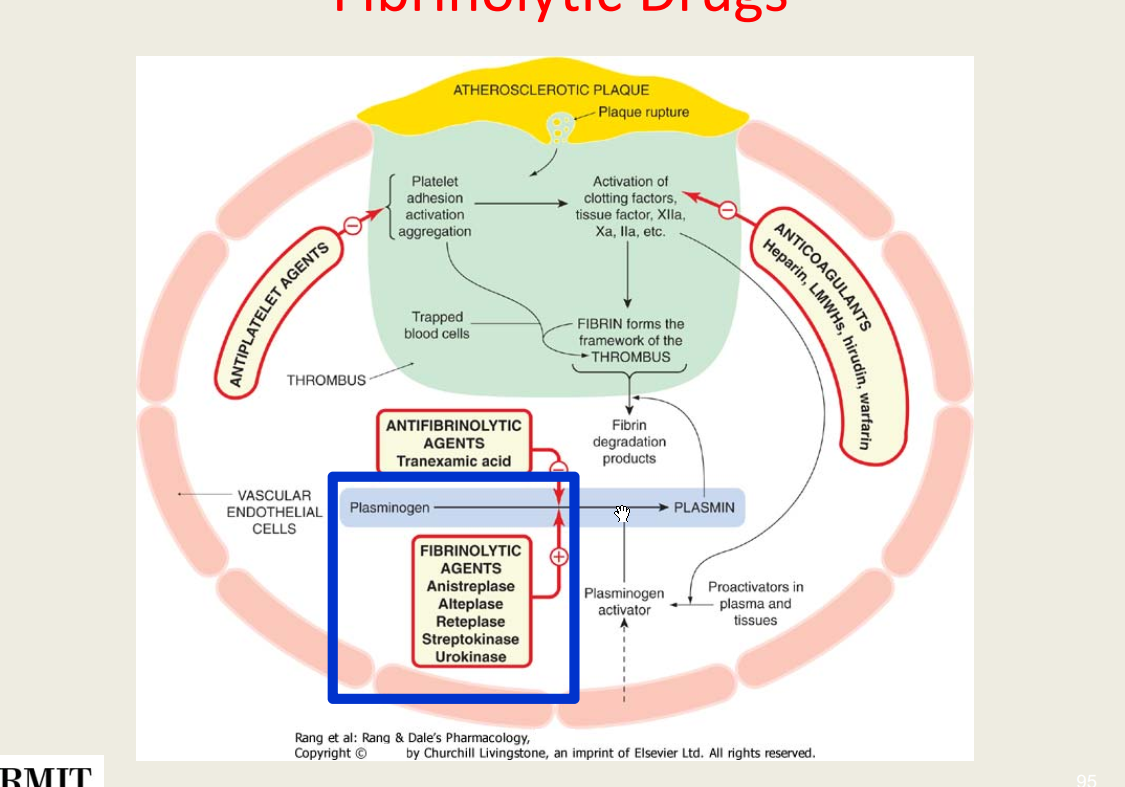 Fibrinolytic Drugs
ATHEROSCLEROTIC PLAQUE
Plaque rupture
Platelet
adhesion
activation
aggregation
Activation of
clotting factors,
tissue factor, XIIa,
Xa, IIa, etc.
ANTIPLATELET AGENTS
ANTICOAGULANTS
Heparin, LMWHs, hirudin, warfarin
Trapped
blood cells
FIBRIN forms the
framework of the
THROMBUS
THROMBUS
ANTIFIBRINOLYTIC
AGENTS
Tranexamic acid
Fibrin
degradation
products
VASCULAR
ENDOTHELIAL
CELLS
Plasminogen
PLASMIN
FIBRINOLYTIC
AGENTS
Anistreplase
Alteplase
Reteplase
Streptokinase
Urokinase
Plasminogen
activator
Proactivators in
plasma and
tissues
Rang et al: Rang & Dale's Pharmacology,
Copyright © by Churchill Livingstone, an imprint of Elsevier Ltd. All rights reserved.
RMIT
95